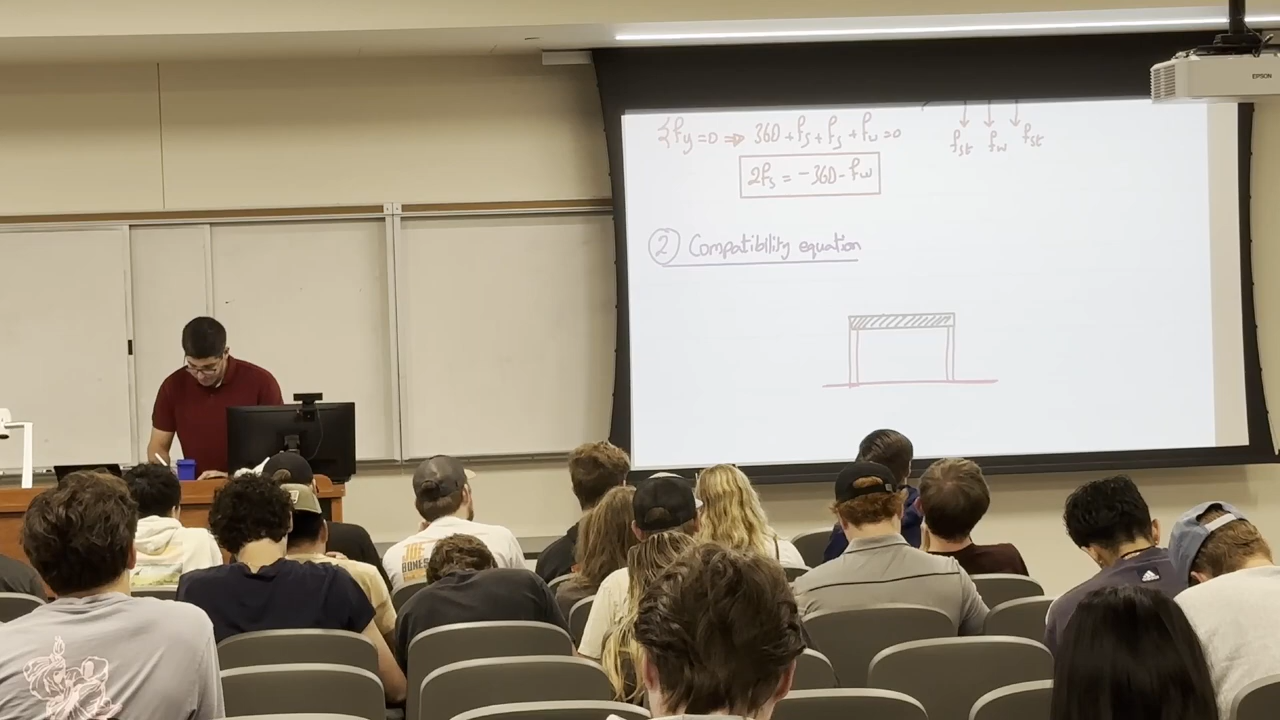 ΣFy=0 ⇒ 360+Fs+Fs+Fw=0
Fst Fw Fst
2Fs = -360-Fw
2 Compatibility equation
EPSON